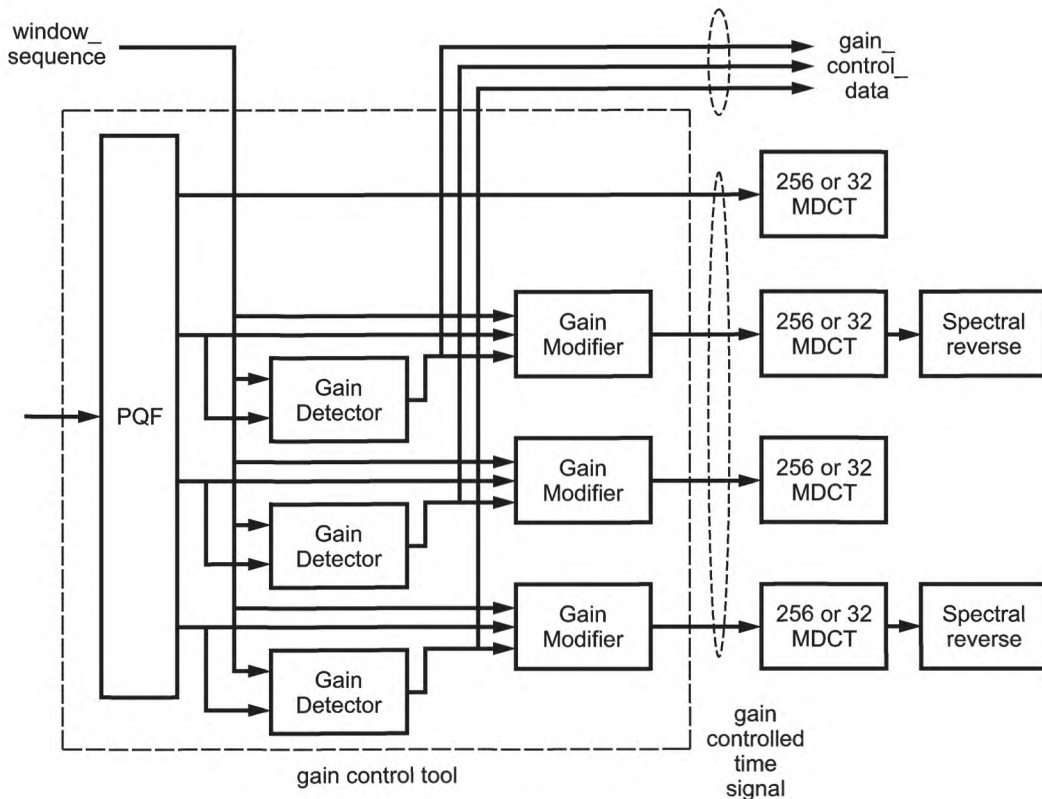 window_
sequence
gain_
control_
data
256 or 32
MDCT
Gain
Modifier
256 or 32
MDCT
Spectral
reverse
Gain
Detector
PQF
Gain
Modifier
256 or 32
MDCT
Gain
Detector
Gain
Modifier
256 or 32
MDCT
Spectral
reverse
Gain
Detector
gain control tool
gain
controlled
time
signal